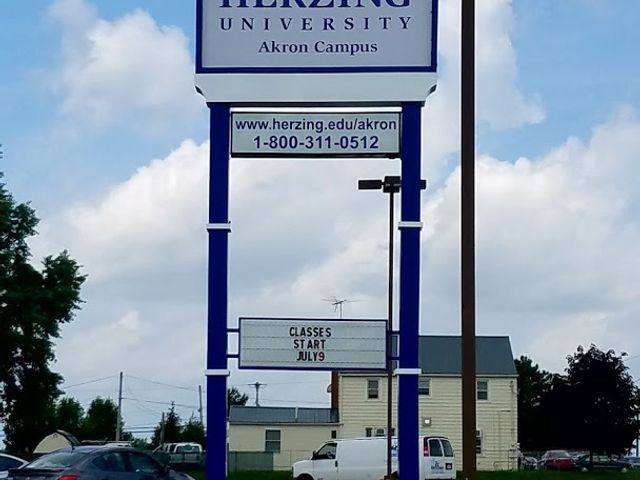 HERZING
UNIVERSITY
Akron Campus
www.herzing.edu/akron
1-800-311-0512
CLASSES
START
JULY9